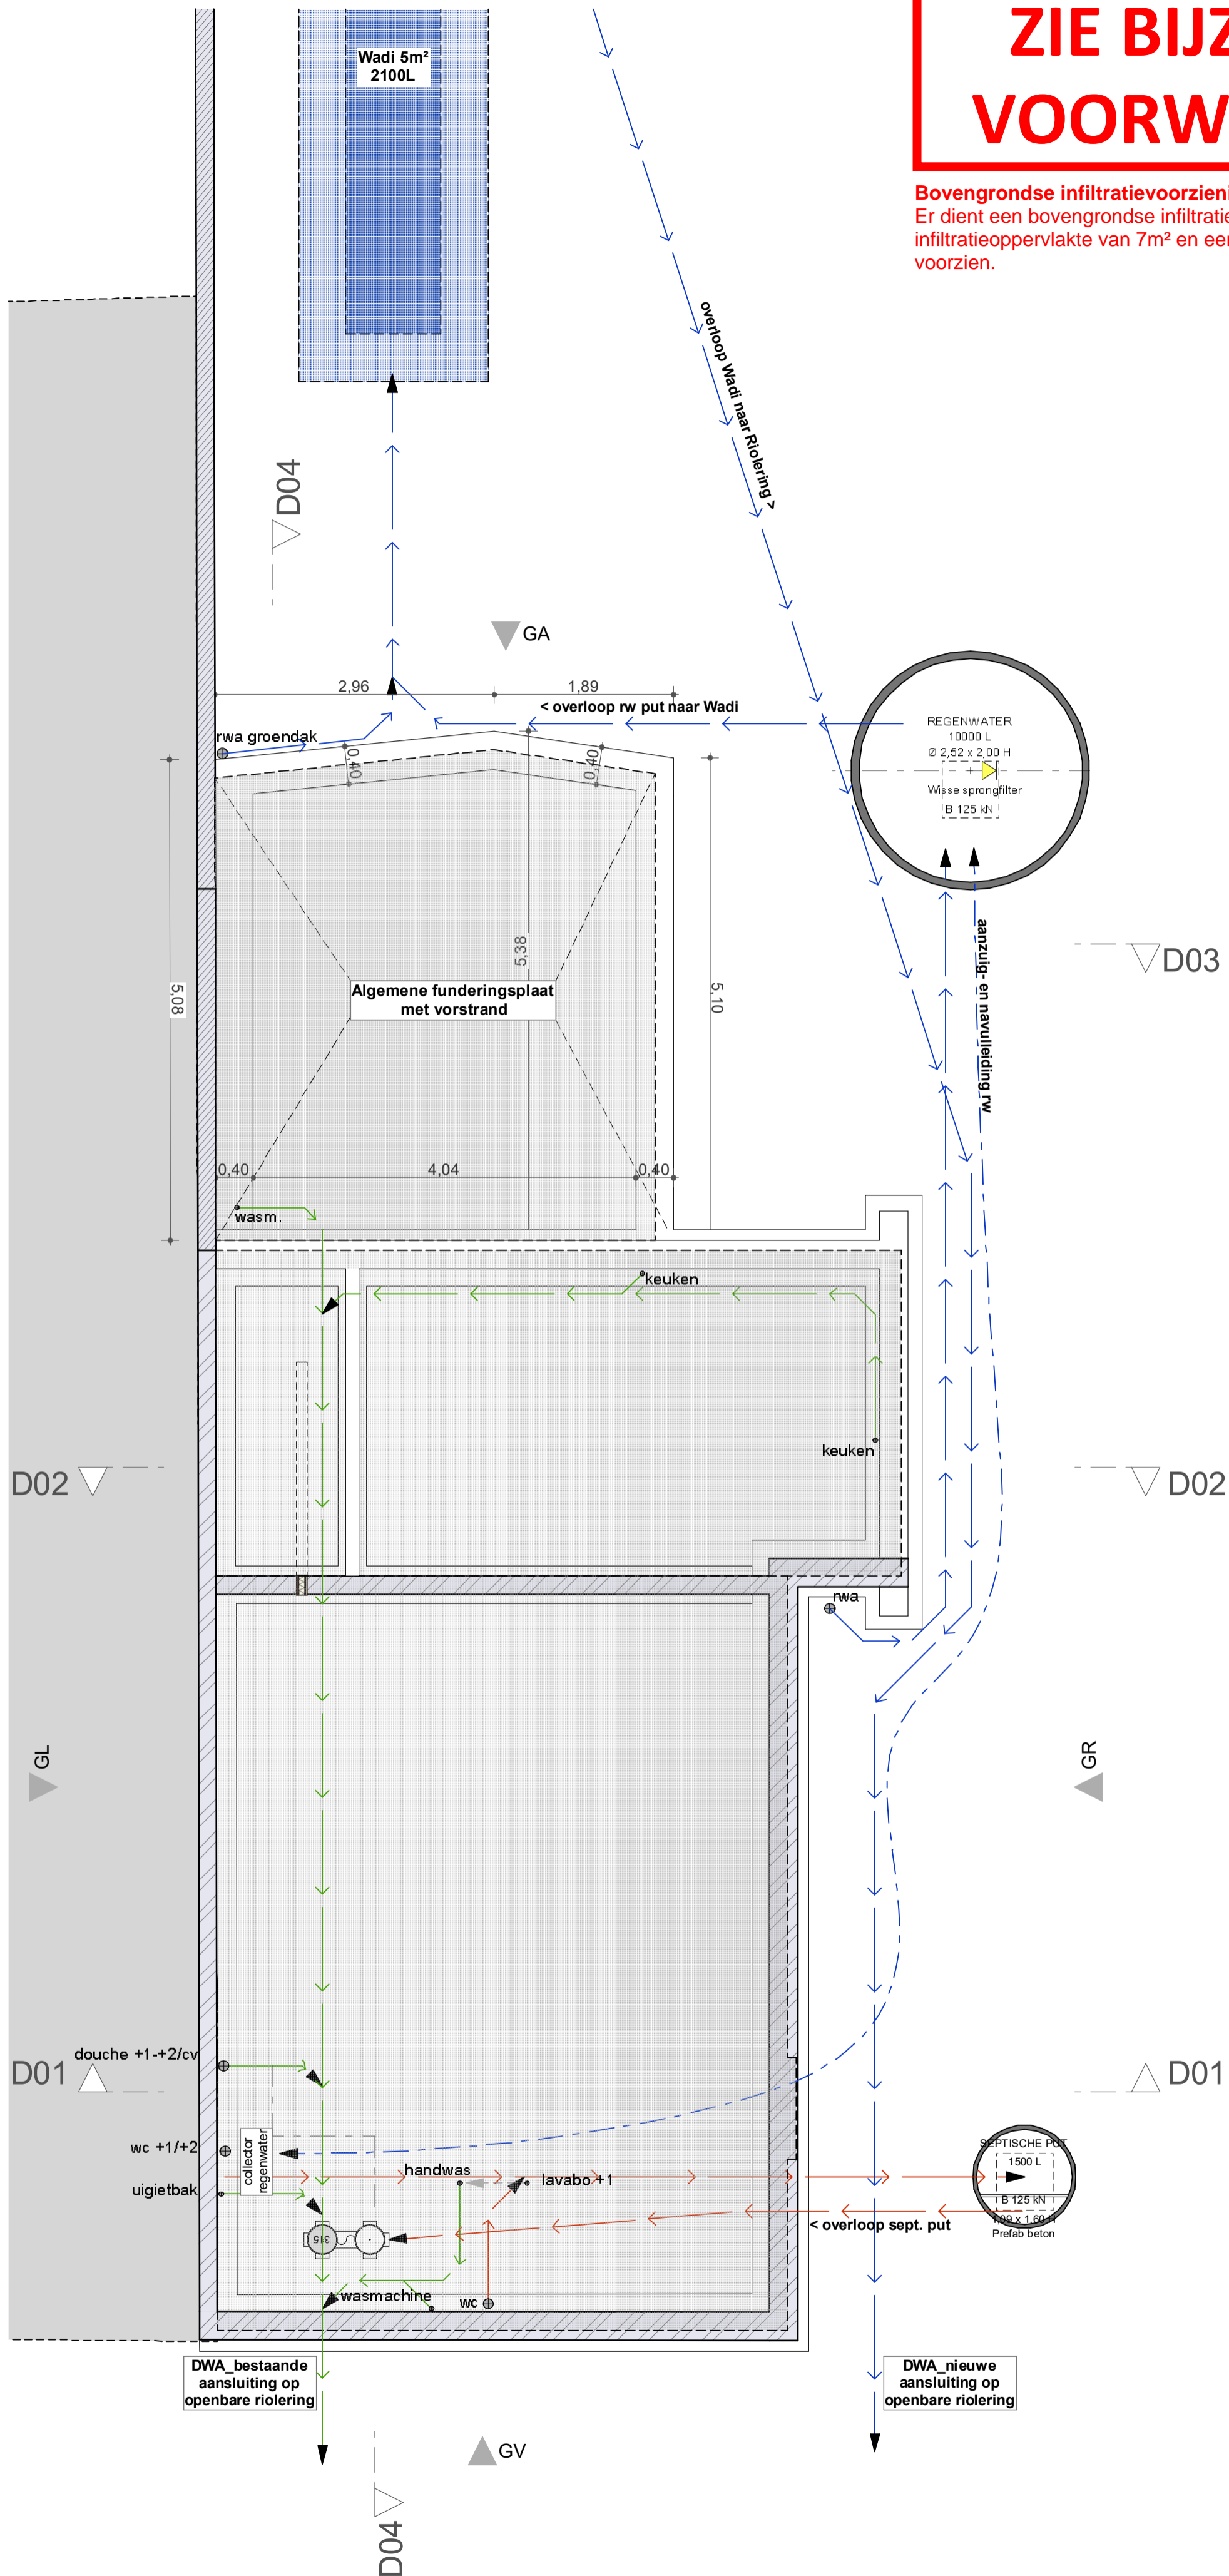 ZIE BIJZ
VOORW
Bovengrondse infiltratievoorzieni
Er dient een bovengrondse infiltratie
infiltratieoppervlakte van 7m² en een
voorzien.
Wadi 5m²
2100L
overloop Wadi naar Riolering >
D04
GA
2,96
1,89
< overloop rw put naar Wadi
rwa groendak
0,40
0,40
REGENWATER
10000 L
Ø 2,52 x 2,00 H
Wisselsprongfilter
B 125 kN
aanzuig- en navulleiding rw
D03
5,38
5,08
5,10
Algemene funderingsplaat
met vorstrand
0,40
4,04
0,40
wasm.
keuken
keuken
D02
D02
rwa
GL
GR
douche +1-+2/cv
D01
D01
wc +1/+2
collector
regenwater
uigietbak
handwas
lavabo +1
SEPTISCHE PUT
1500 L
B 125 kN
1,09 x 1,60 H
Prefab beton
< overloop sept. put
315
wasmachine
wc
DWA_bestaande
aansluiting op
openbare riolering
DWA_nieuwe
aansluiting op
openbare riolering
GV
D04